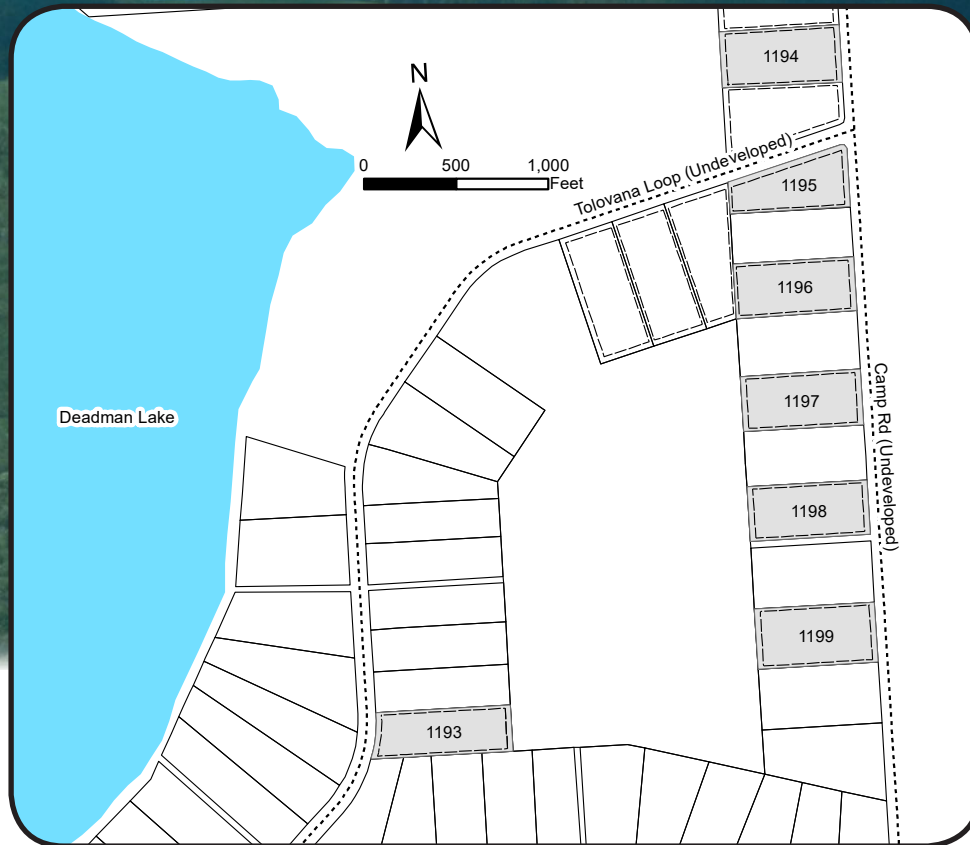 1194
N
0 500 1,000
Feet
Tolovana Loop (Undeveloped)
1195
1196
Camp Rd (Undeveloped)
1197
Deadman Lake
1198
1199
1193